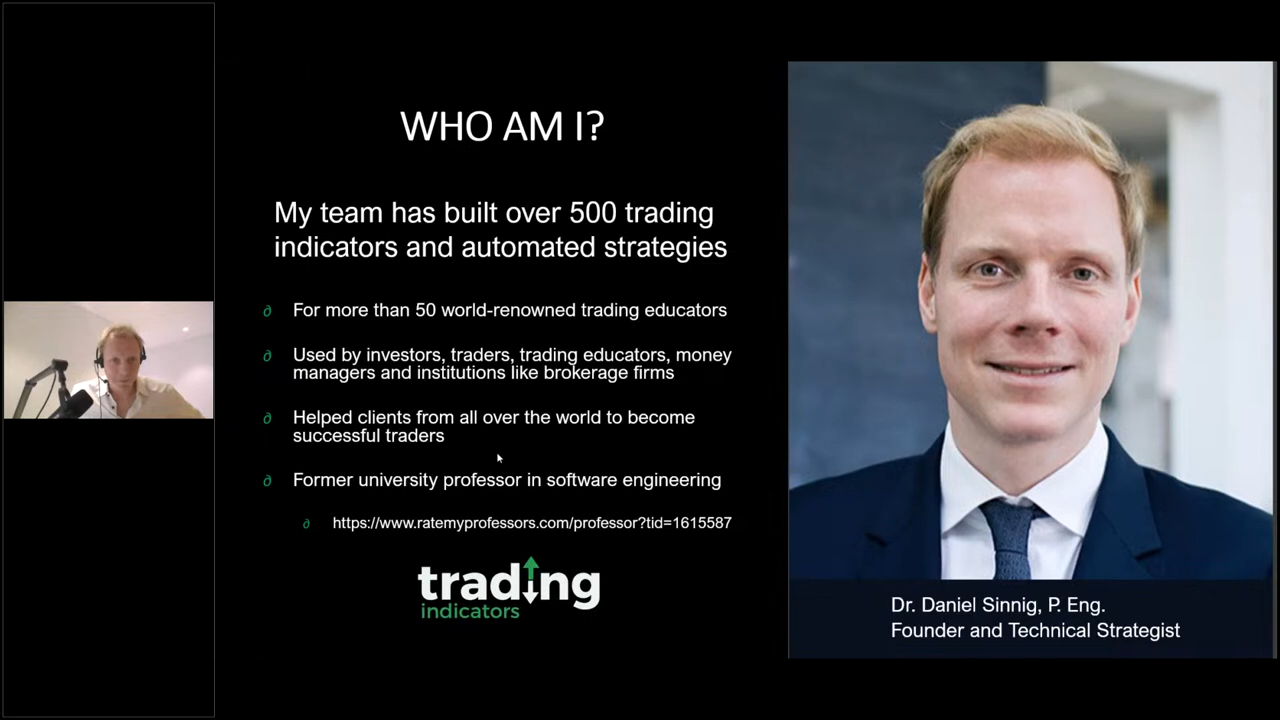 WHO AM I?
My team has built over 500 trading
indicators and automated strategies
∂ For more than 50 world-renowned trading educators
∂ Used by investors, traders, trading educators, money
managers and institutions like brokerage firms
∂ Helped clients from all over the world to become
successful traders
∂ Former university professor in software engineering
∂ https://www.ratemyprofessors.com/professor?tid=1615587
trading
indicators
Dr. Daniel Sinnig, P. Eng.
Founder and Technical Strategist